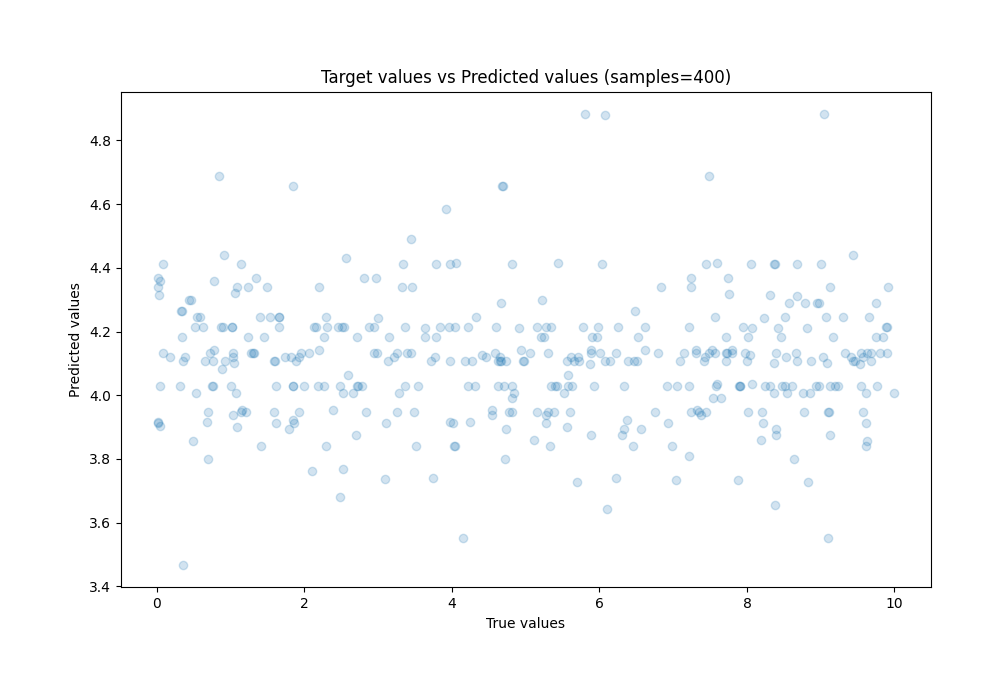 Target values vs Predicted values (samples=400)
4.8
4.6
4.4
4.2
4.0
3.8
3.6
3.4
Predicted values
0 2 4 6 8 10
True values